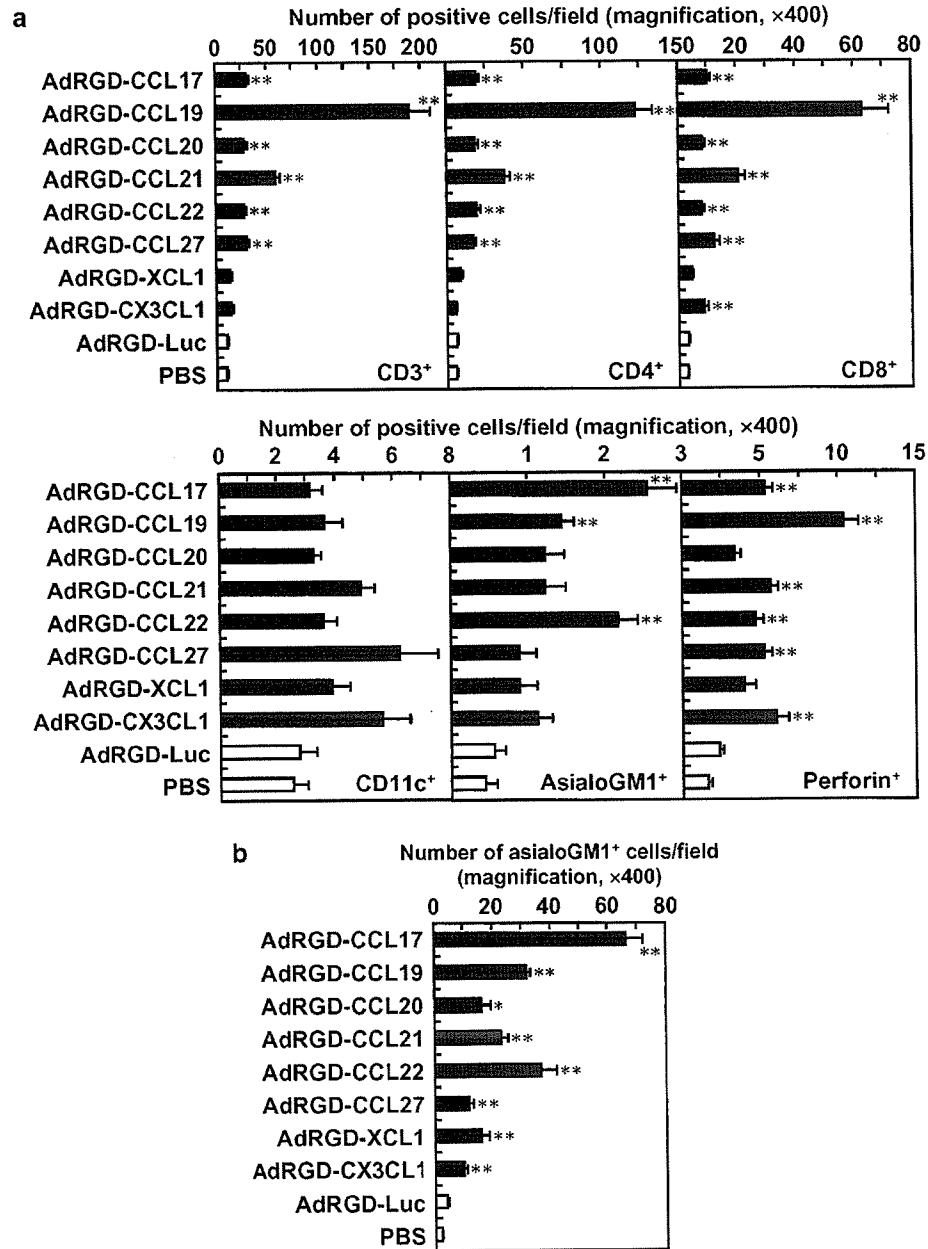 a
Number of positive cells/field (magnification, ×400)
0 50 100 150 200 50 100 150 20 40 60 80
AdRGD-CCL17 ** ** **
AdRGD-CCL19 ** ** **
AdRGD-CCL20 ** ** **
AdRGD-CCL21 ** ** **
AdRGD-CCL22 ** ** **
AdRGD-CCL27 ** ** **
AdRGD-XCL1
AdRGD-CX3CL1 **
AdRGD-Luc
PBS CD3⁺ CD4⁺ CD8⁺
Number of positive cells/field (magnification, ×400)
0 2 4 6 8 1 2 3 5 10 15
AdRGD-CCL17 ** **
AdRGD-CCL19 ** **
AdRGD-CCL20
AdRGD-CCL21 **
AdRGD-CCL22 ** **
AdRGD-CCL27 **
AdRGD-XCL1
AdRGD-CX3CL1 **
AdRGD-Luc
PBS CD11c⁺ AsialoGM1⁺ Perforin⁺
b
Number of asialoGM1⁺ cells/field
(magnification, ×400)
0 20 40 60 80
AdRGD-CCL17 **
AdRGD-CCL19 **
AdRGD-CCL20 *
AdRGD-CCL21 **
AdRGD-CCL22 **
AdRGD-CCL27 **
AdRGD-XCL1 **
AdRGD-CX3CL1 **
AdRGD-Luc
PBS